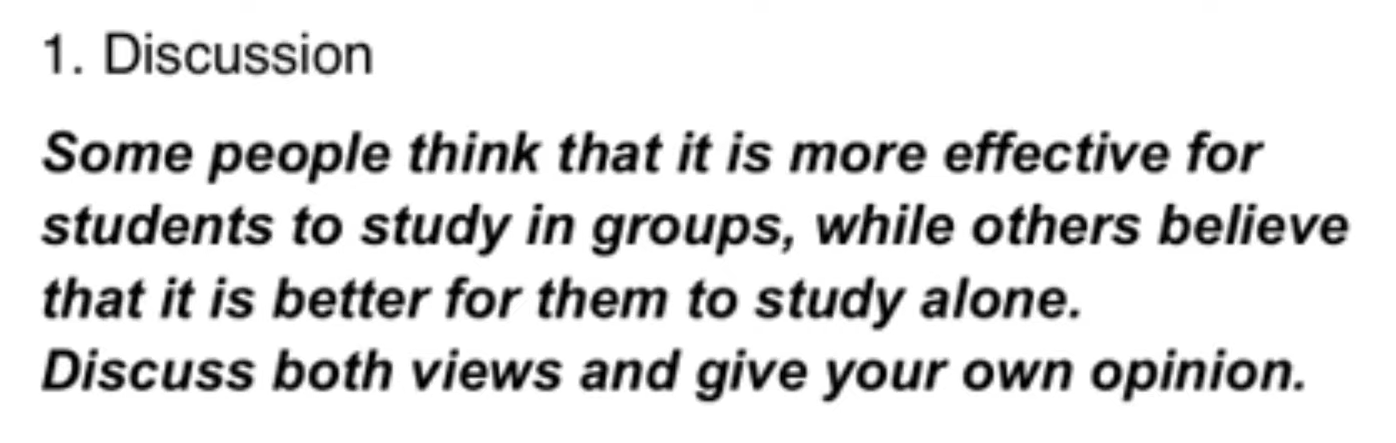 1. Discussion
Some people think that it is more effective for
students to study in groups, while others believe
that it is better for them to study alone.
Discuss both views and give your own opinion.